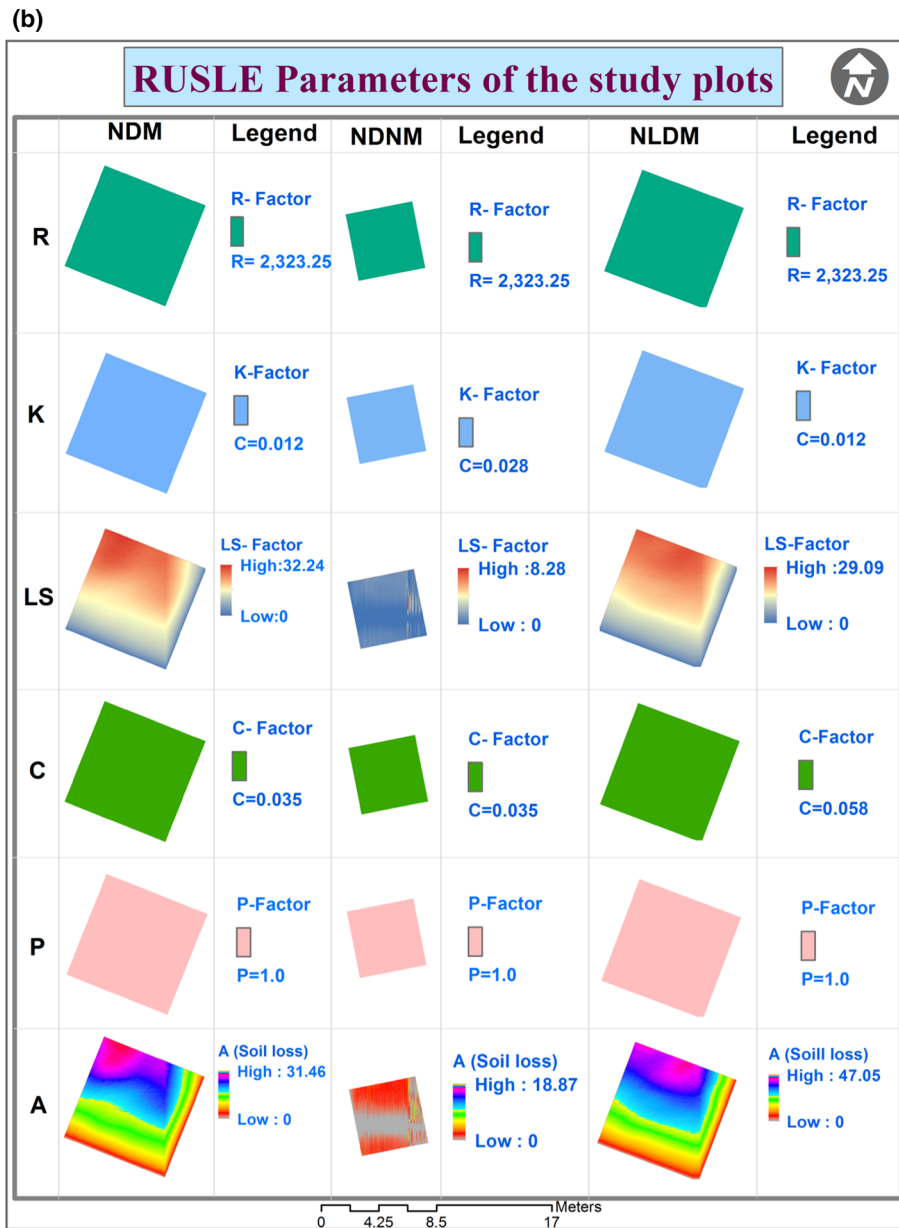 (b)
RUSLE Parameters of the study plots
N
NDM Legend NDNM Legend NLDM Legend
R
R- Factor
R= 2,323.25
R- Factor
R= 2,323.25
R- Factor
R= 2,323.25
K
K-Factor
C=0.012
K- Factor
C=0.028
K- Factor
C=0.012
LS
LS- Factor
High:32.24
Low:0
LS- Factor
High :8.28
Low : 0
LS-Factor
High :29.09
Low : 0
C
C- Factor
C=0.035
C- Factor
C=0.035
C-Factor
C=0.058
P
P-Factor
P=1.0
P-Factor
P=1.0
P-Factor
P=1.0
A
A (Soil loss)
High : 31.46
Low : 0
A (Soil loss)
High : 18.87
Low : 0
A (Soill loss)
High : 47.05
Low : 0
Meters
0 4.25 8.5 17